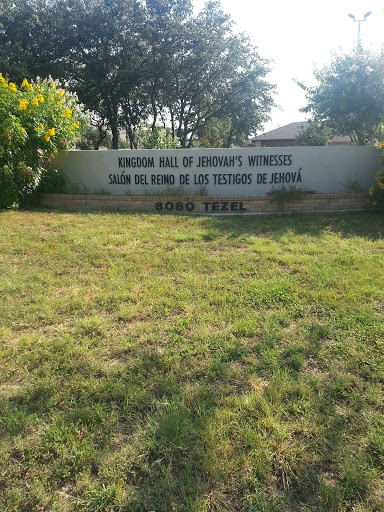 KINGDOM HALL OF JEHOVAH'S WITNESSES
SALÓN DEL REINO DE LOS TESTIGOS DE JEHOVÁ
8080 TEZEL